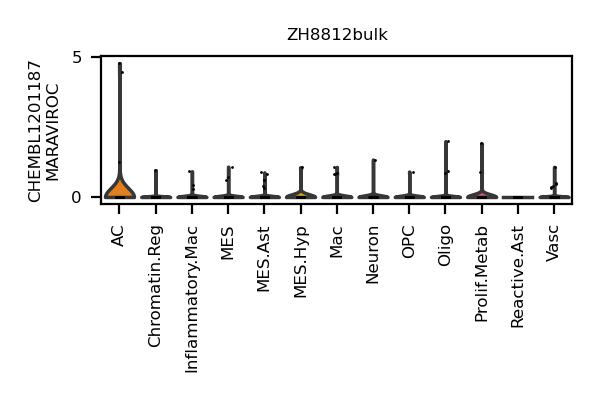 ZH8812bulk
CHEMBL1201187
MARAVIROC
5
0
AC
Chromatin.Reg
Inflammatory.Mac
MES
MES.Ast
MES.Hyp
Mac
Neuron
OPC
Oligo
Prolif.Metab
Reactive.Ast
Vasc